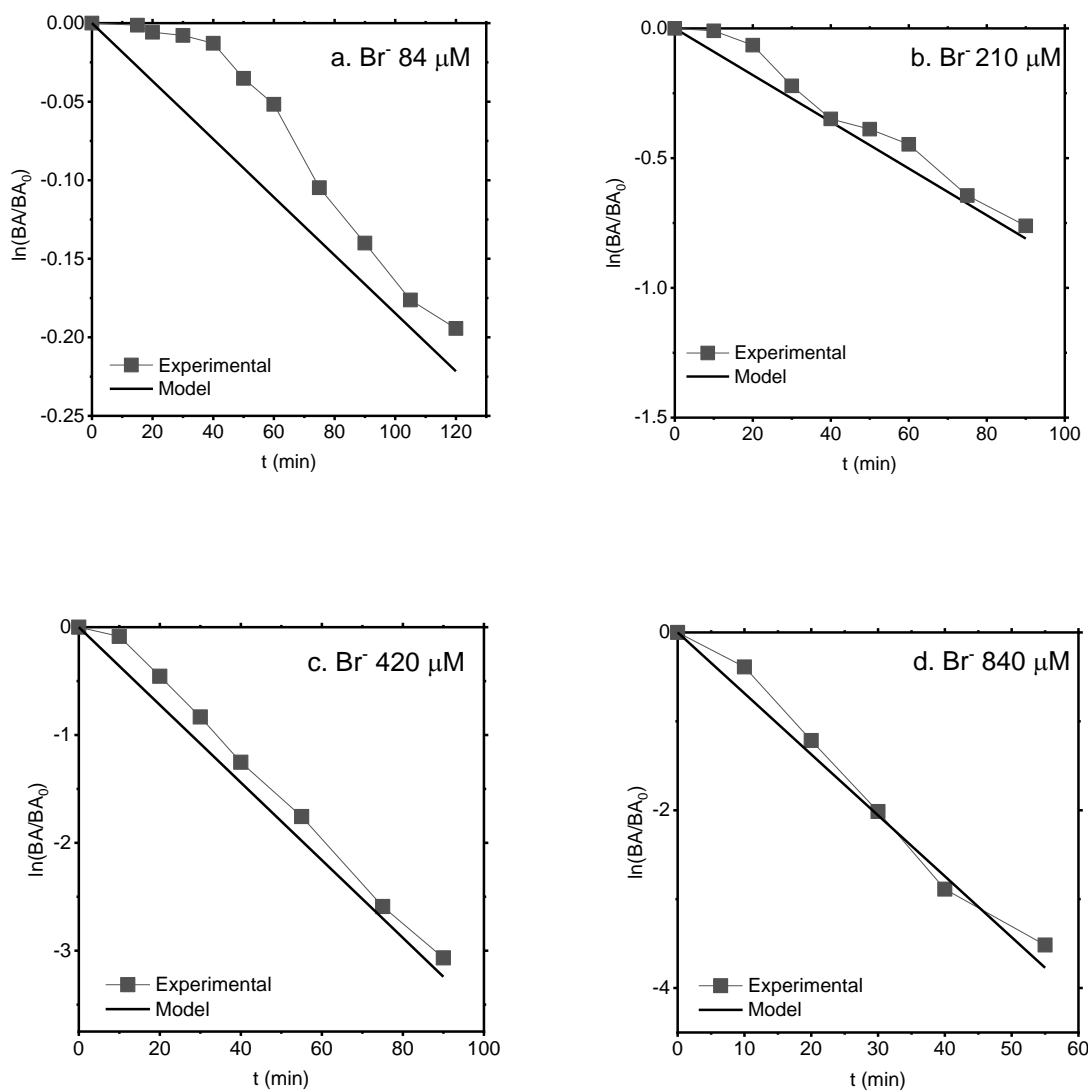 0.00
-0.05
-0.10
-0.15
-0.20
-0.25
ln(BA/BA₀)
a. Br⁻ 84 μM
Experimental
Model
0 20 40 60 80 100 120
t (min)
0.0
-0.5
-1.0
-1.5
ln(BA/BA₀)
b. Br⁻ 210 μM
Experimental
Model
0 20 40 60 80 100
t (min)
0
-1
-2
-3
ln(BA/BA₀)
c. Br⁻ 420 μM
Experimental
Model
0 20 40 60 80 100
t (min)
0
-2
-4
ln(BA/BA₀)
d. Br⁻ 840 μM
Experimental
Model
0 10 20 30 40 50 60
t (min)